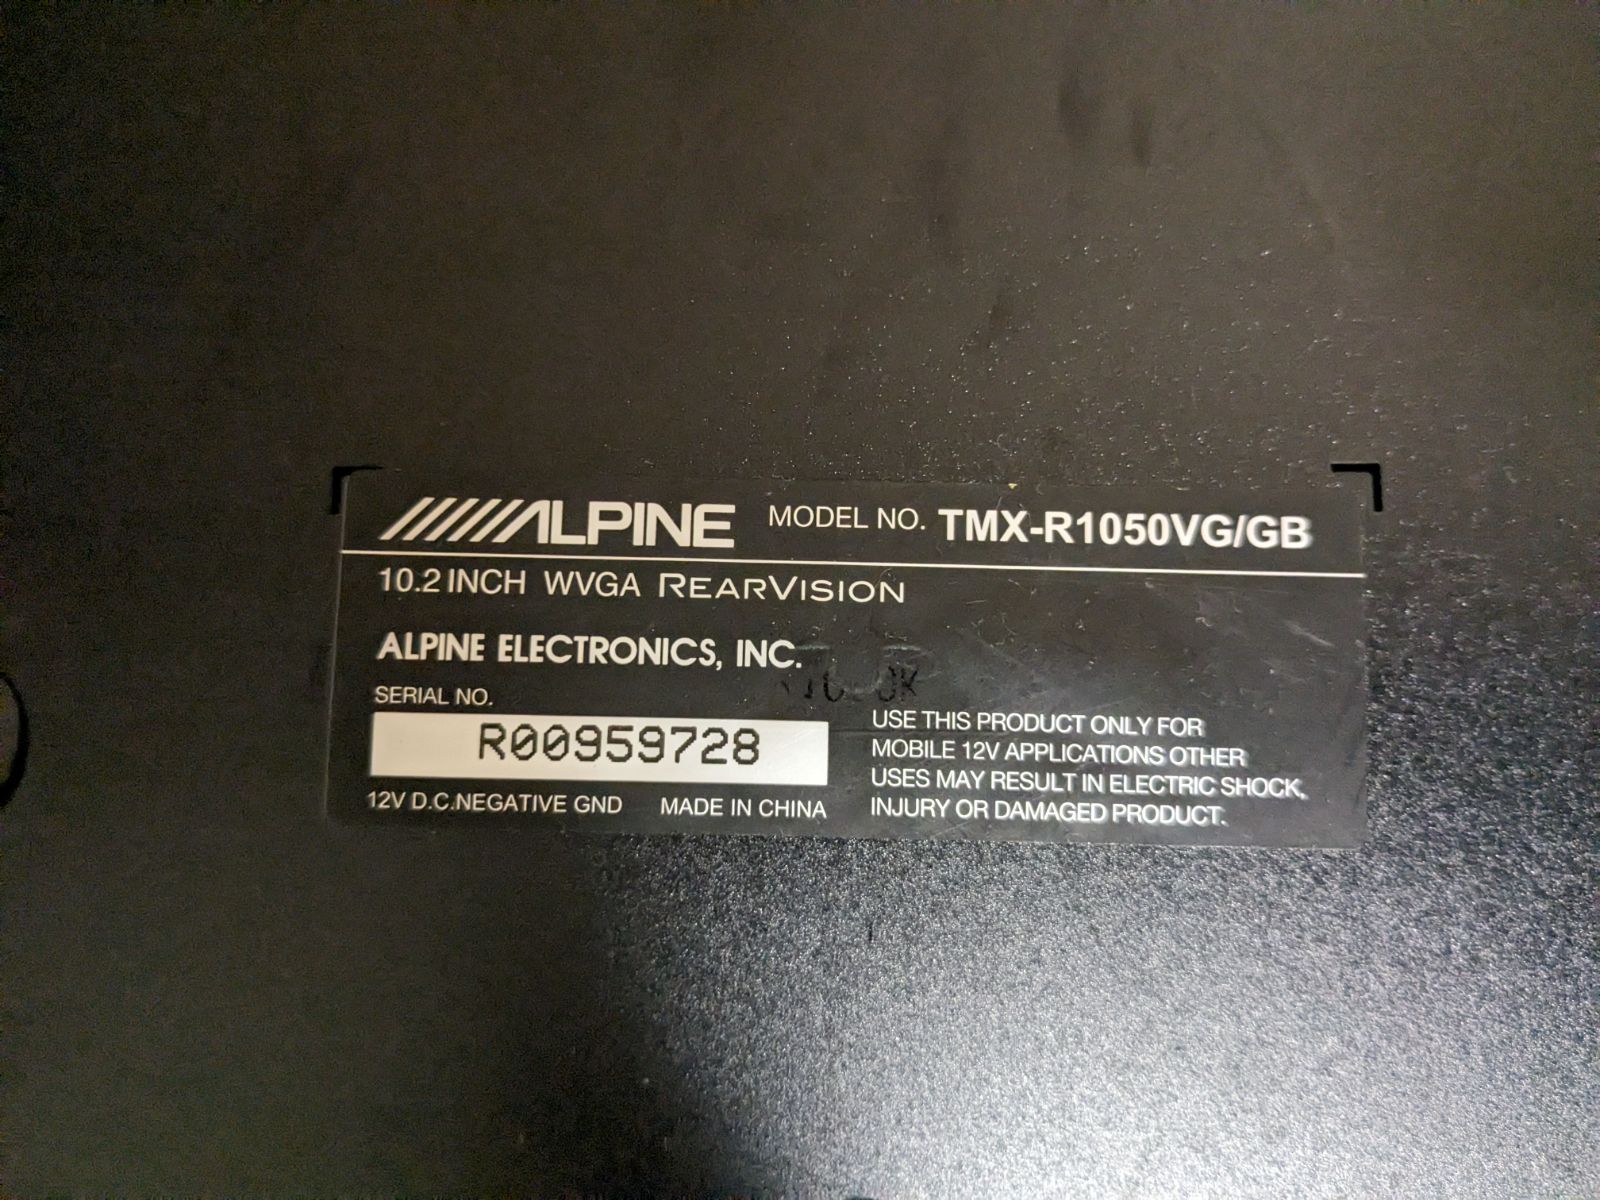 ALPINE MODEL NO. TMX-R1050VG/GB
10.2 INCH WVGA REARVISION
ALPINE ELECTRONICS, INC.
SERIAL NO.
R00959728
12V D.C.NEGATIVE GND MADE IN CHINA
USE THIS PRODUCT ONLY FOR
MOBILE 12V APPLICATIONS OTHER
USES MAY RESULT IN ELECTRIC SHOCK,
INJURY OR DAMAGED PRODUCT.